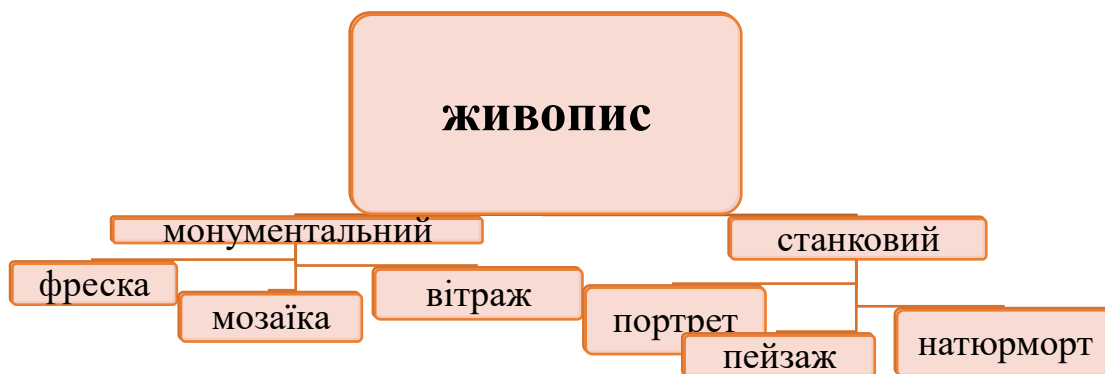 живопис
монументальний
станковий
фреска
мозаїка
вітраж
портрет
пейзаж
натюрморт